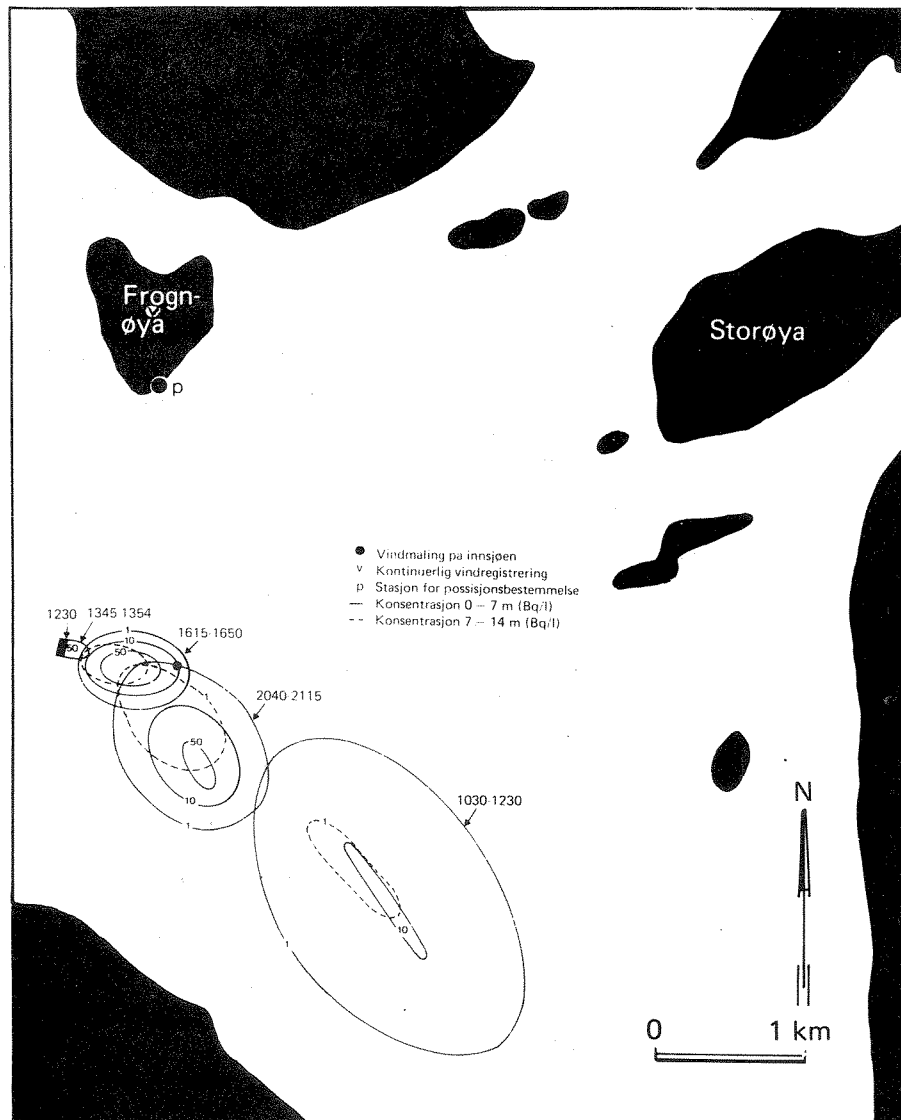 Frogn-
øya
v
p
Storøya
Vindmaling pa innsjøen
v Kontinuerlig vindregistrering
p Stasjon for possisjonsbestemmelse
Konsentrasjon 0 – 7 m (Bq/l)
Konsentrasjon 7 – 14 m (Bq/l)
1230
1345-1354
50
1
10
50
1615-1650
1
2040-2115
50
10
1
1030-1230
1
10
1
N
0 1 km